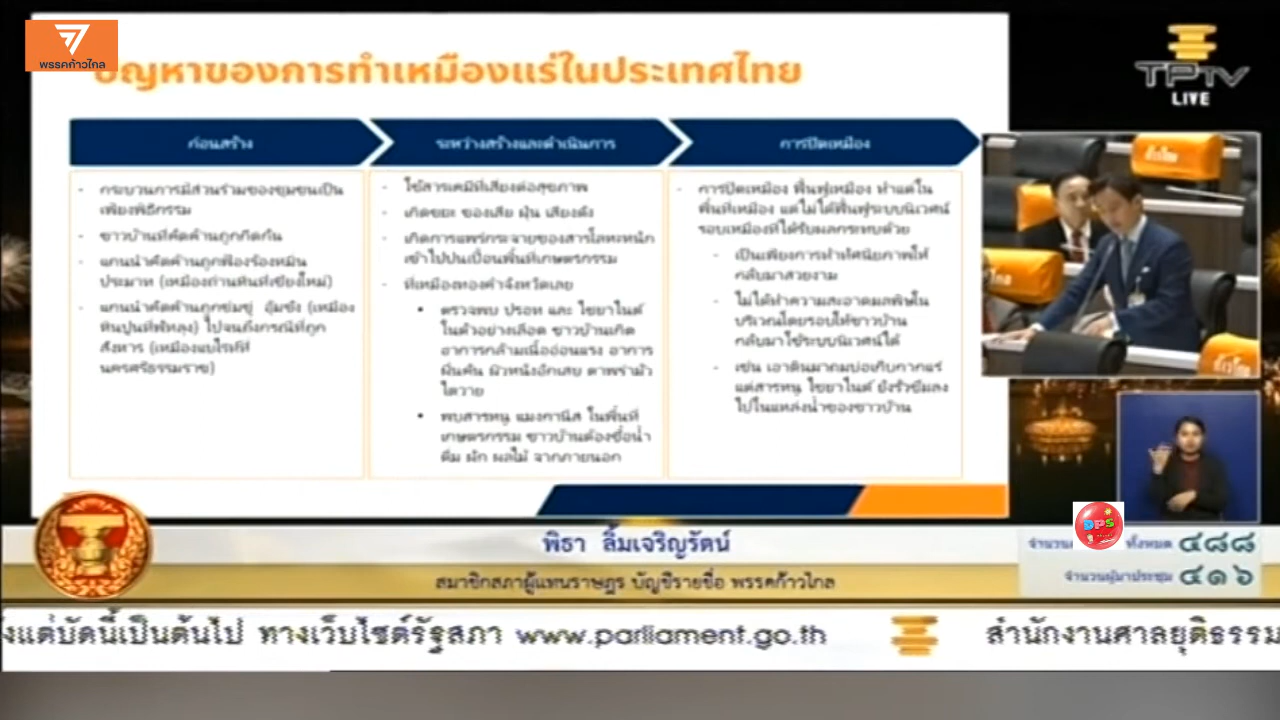 พรรคก้าวไกล
ปัญหาของการทำเหมืองแร่ในประเทศไทย
TPTV
LIVE
ก่อนสร้าง
ระหว่างสร้างและดำเนินการ
การปิดเหมือง
- กระบวนการมีส่วนร่วมของชุมชนเป็น
เพียงพิธีกรรม
- ชาวบ้านที่คัดค้านถูกกีดกัน
- แกนนำคัดค้านถูกฟ้องร้องหมิ่น
ประมาท (เหมืองถ่านหินที่เชียงใหม่)
- แกนนำคัดค้านถูกข่มขู่ อุ้มขัง (เหมือง
หินปูนที่พัทลุง) ไปจนถึงกรณีที่ถูก
สังหาร (เหมืองแบไรท์ที่
นครศรีธรรมราช)
- ใช้สารเคมีที่เสี่ยงต่อสุขภาพ
- เกิดขยะ ของเสีย ฝุ่น เสียงดัง
- เกิดการแพร่กระจายของสารโลหะหนัก
เข้าไปปนเปื้อนพื้นที่เกษตรกรรม
- ที่เหมืองทองคำจังหวัดเลย
• ตรวจพบ ปรอท และ ไซยาไนด์
ในตัวอย่างเลือด ชาวบ้านเกิด
อาการกล้ามเนื้ออ่อนแรง อาการ
ผื่นคัน ผิวหนังอักเสบ ตาพร่ามัว
ไตวาย
• พบสารหนู แมงกานีส ในพื้นที่
เกษตรกรรม ชาวบ้านต้องซื้อน้ำ
ดื่ม ผัก ผลไม้ จากภายนอก
- การปิดเหมือง ฟื้นฟูเหมือง ทำแต่ใน
พื้นที่เหมือง แต่ไม่ได้ฟื้นฟูระบบนิเวศน์
รอบเหมืองที่ได้รับผลกระทบด้วย
- เป็นเพียงการทำทัศนียภาพให้
กลับมาสวยงาม
- ไม่ได้ทำความสะอาดมลพิษใน
บริเวณโดยรอบให้ชาวบ้าน
กลับมาใช้ระบบนิเวศน์ได้
- เช่น เอาดินมาถมบ่อเก็บกากแร่
แต่สารหนู ไซยาไนด์ ยังรั่วซึมลง
ไปในแหล่งน้ำของชาวบ้าน
ก้าวไกล
DPS
พิธา ลิ้มเจริญรัตน์
สมาชิกสภาผู้แทนราษฎร บัญชีรายชื่อ พรรคก้าวไกล
ทั้งหมด ๔๘๘
จำนวนผู้มาประชุม ๔๑๖
งแต่บัดนี้เป็นต้นไป ทางเว็บไซต์รัฐสภา www.parliament.go.th สำนักงานศาลยุติธรรม